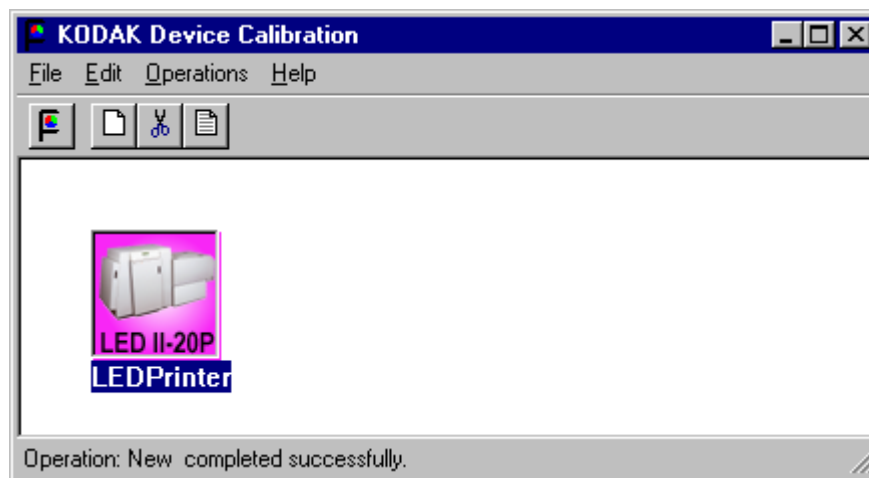 KODAK Device Calibration
File Edit Operations Help
LED II-20P
LEDPrinter
Operation: New  completed successfully.